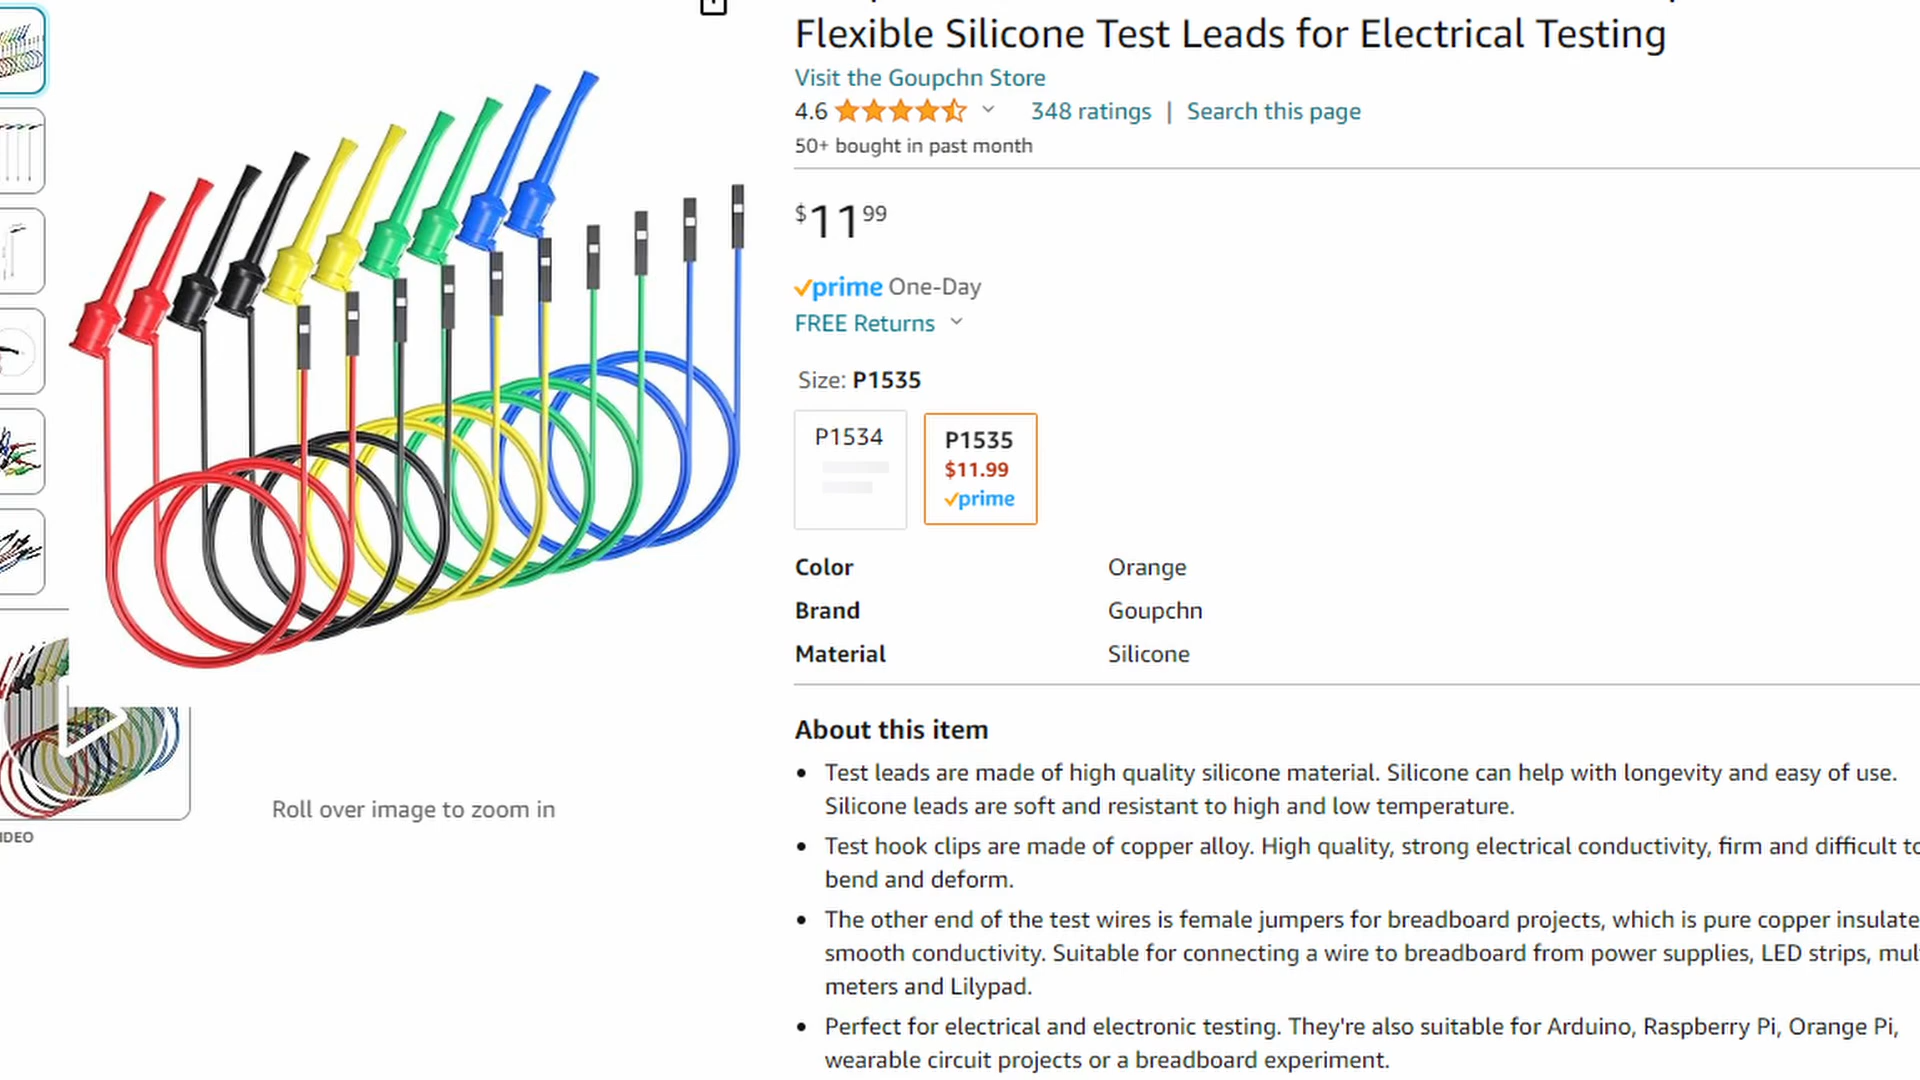 Flexible Silicone Test Leads for Electrical Testing
Visit the Goupchn Store
4.6 348 ratings | Search this page
50+ bought in past month
$11 99
prime One-Day
FREE Returns
Size: P1535
P1534
P1535
$11.99
prime
Color Orange
Brand Goupchn
Material Silicone
About this item
Test leads are made of high quality silicone material. Silicone can help with longevity and easy of use.
Silicone leads are soft and resistant to high and low temperature.
Test hook clips are made of copper alloy. High quality, strong electrical conductivity, firm and difficult to
bend and deform.
The other end of the test wires is female jumpers for breadboard projects, which is pure copper insulate
smooth conductivity. Suitable for connecting a wire to breadboard from power supplies, LED strips, mul
meters and Lilypad.
Perfect for electrical and electronic testing. They're also suitable for Arduino, Raspberry Pi, Orange Pi,
wearable circuit projects or a breadboard experiment.
Roll over image to zoom in
IDEO